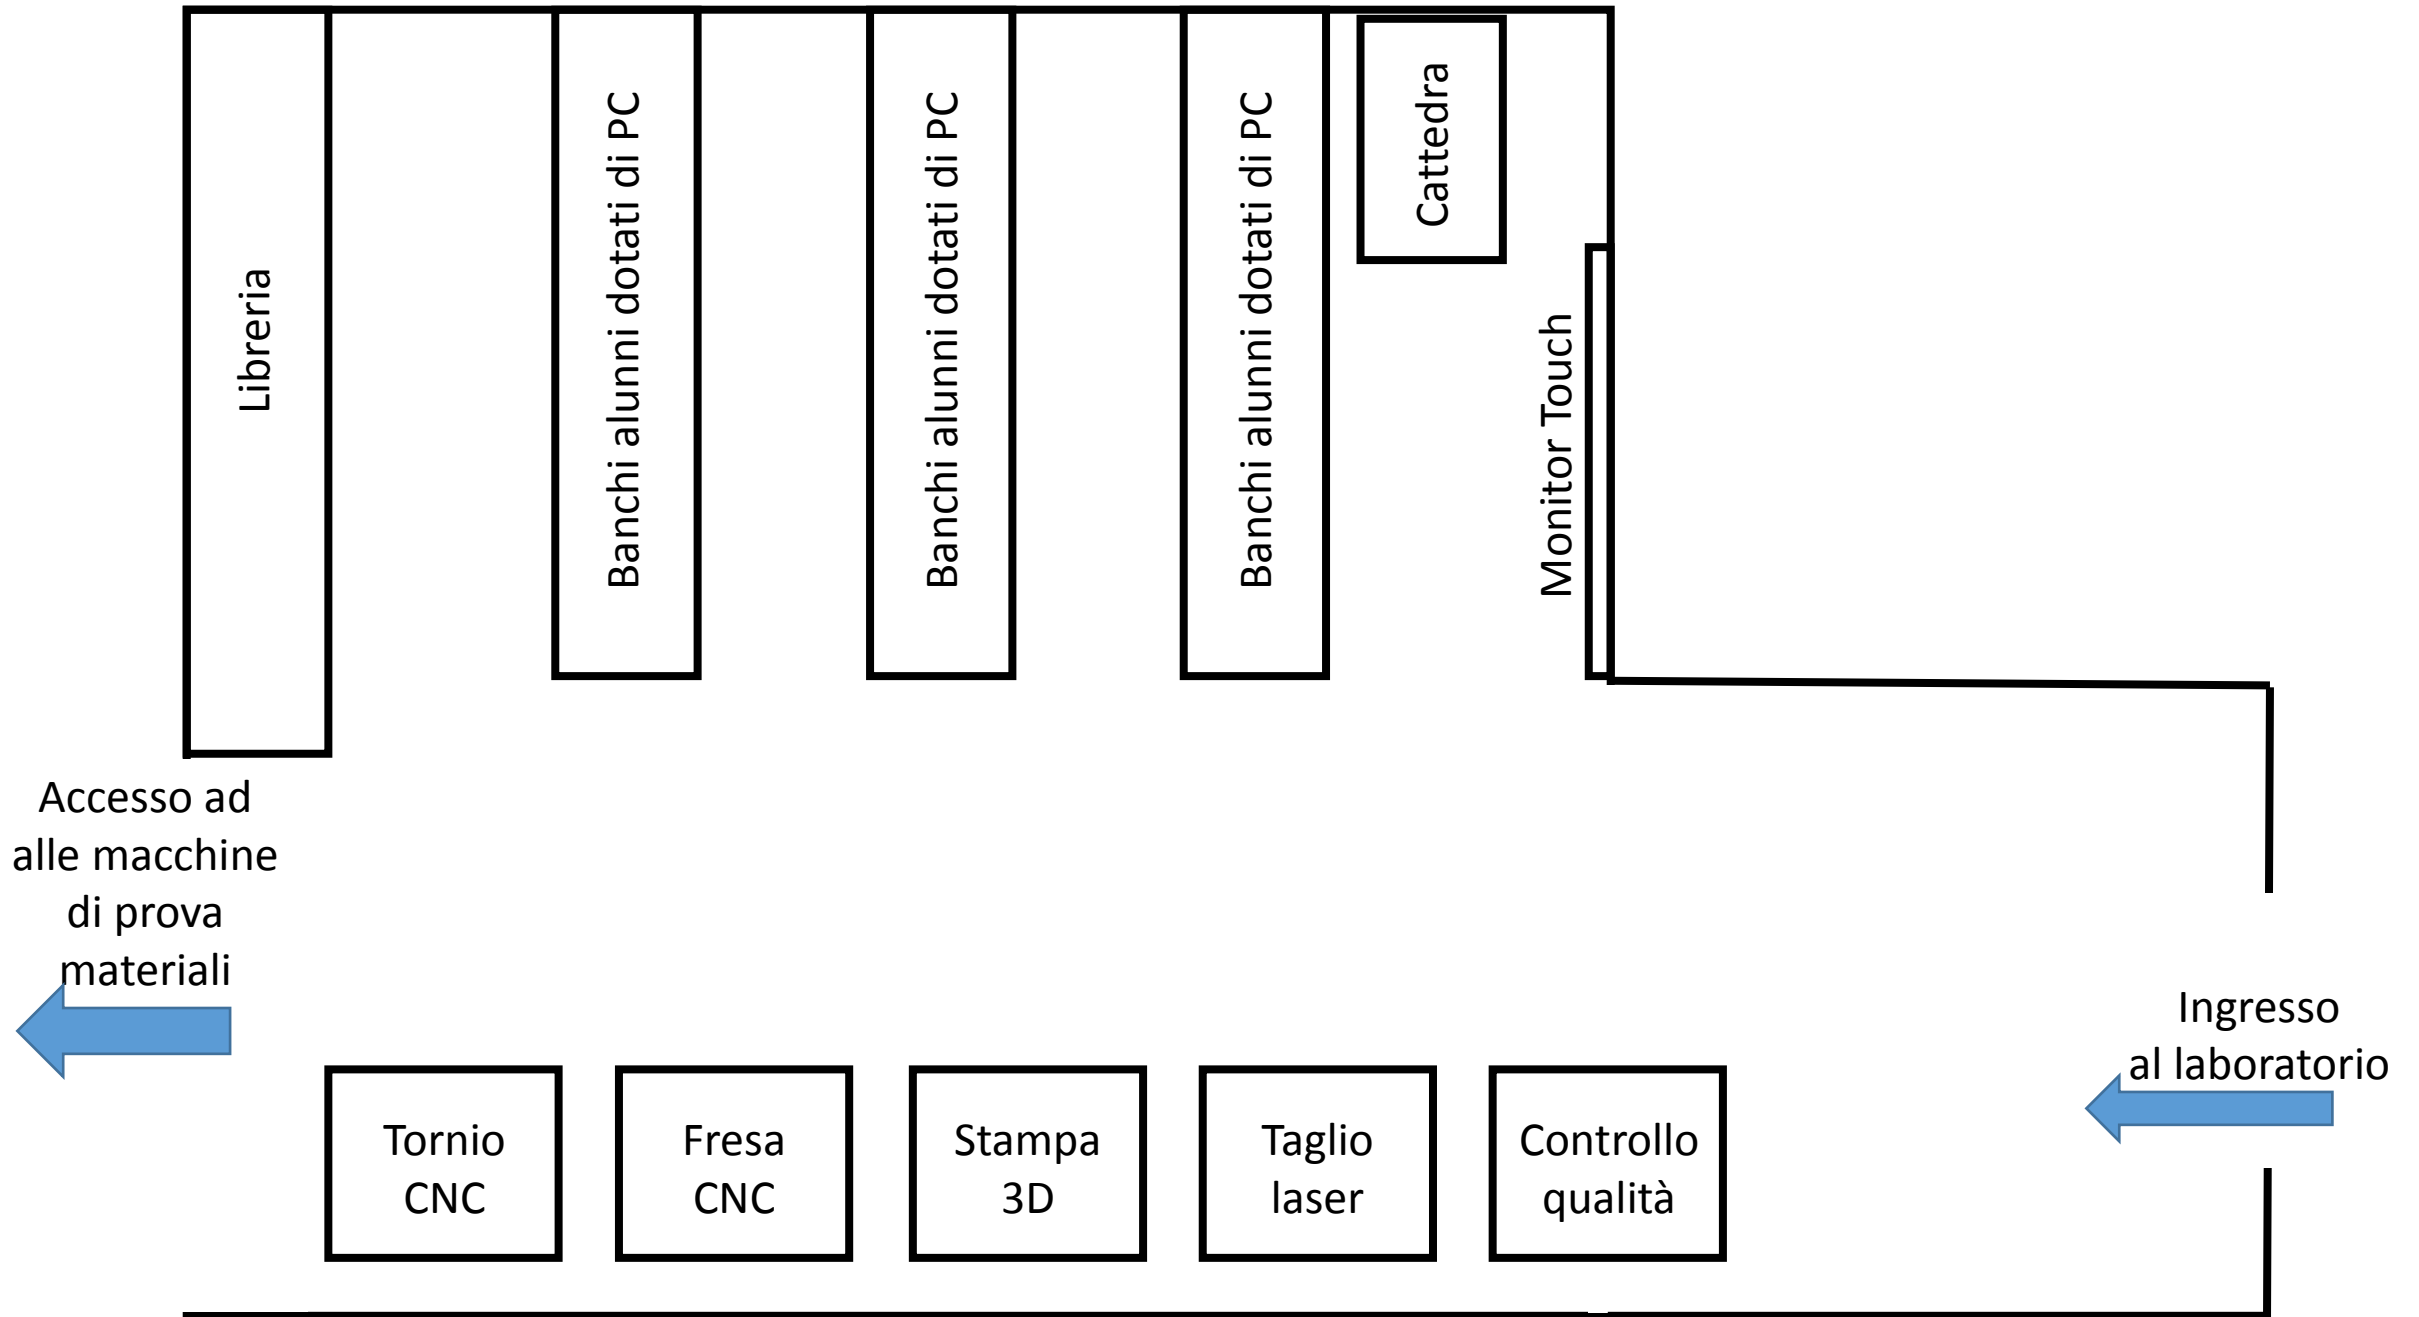 Libreria
Banchi alunni dotati di PC
Banchi alunni dotati di PC
Banchi alunni dotati di PC
Cattedra
Monitor Touch
Accesso ad
alle macchine
di prova
materiali
Ingresso
al laboratorio
Tornio
CNC
Fresa
CNC
Stampa
3D
Taglio
laser
Controllo
qualità